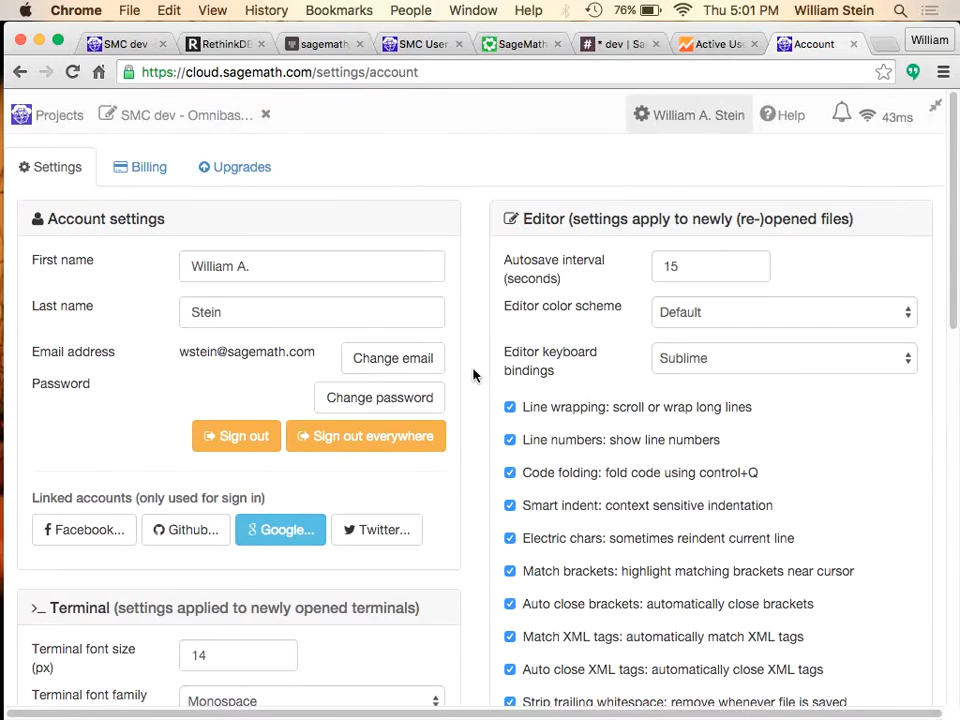 Chrome File Edit View History Bookmarks People Window Help 76% Thu 5:01 PM William Stein
SMC dev RethinkDB sagemath, SMC User SageMath * dev | Sa Active Us Account William
https://cloud.sagemath.com/settings/account
Projects SMC dev - Omnibas... William A. Stein Help 43ms
Settings Billing Upgrades
Account settings
First name William A.
Last name Stein
Email address wstein@sagemath.com Change email
Password Change password
Sign out Sign out everywhere
Linked accounts (only used for sign in)
Facebook... Github... Google... Twitter...
>_ Terminal (settings applied to newly opened terminals)
Terminal font size (px) 14
Terminal font family Monospace
Editor (settings apply to newly (re-)opened files)
Autosave interval (seconds) 15
Editor color scheme Default
Editor keyboard bindings Sublime
Line wrapping: scroll or wrap long lines
Line numbers: show line numbers
Code folding: fold code using control+Q
Smart indent: context sensitive indentation
Electric chars: sometimes reindent current line
Match brackets: highlight matching brackets near cursor
Auto close brackets: automatically close brackets
Match XML tags: automatically match XML tags
Auto close XML tags: automatically close XML tags
Strip trailing whitespace: remove whenever file is saved